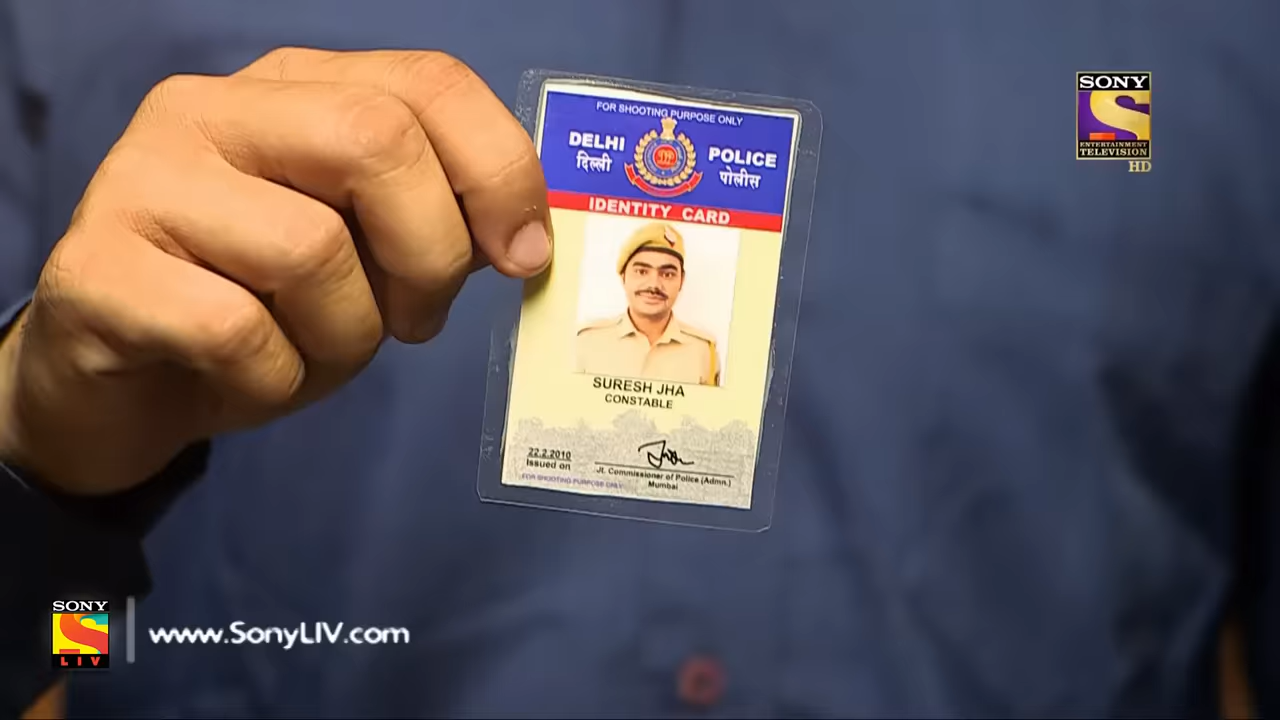 FOR SHOOTING PURPOSE ONLY
DELHI POLICE
दिल्ली पोलीस
IDENTITY CARD
SURESH JHA
CONSTABLE
22.2.2010
Issued on
Jt. Commissioner of Police (Admn.)
Mumbai
FOR SHOOTING PURPOSE ONLY
SONY
ENTERTAINMENT
TELEVISION
HD
SONY
LIV
www.SonyLIV.com